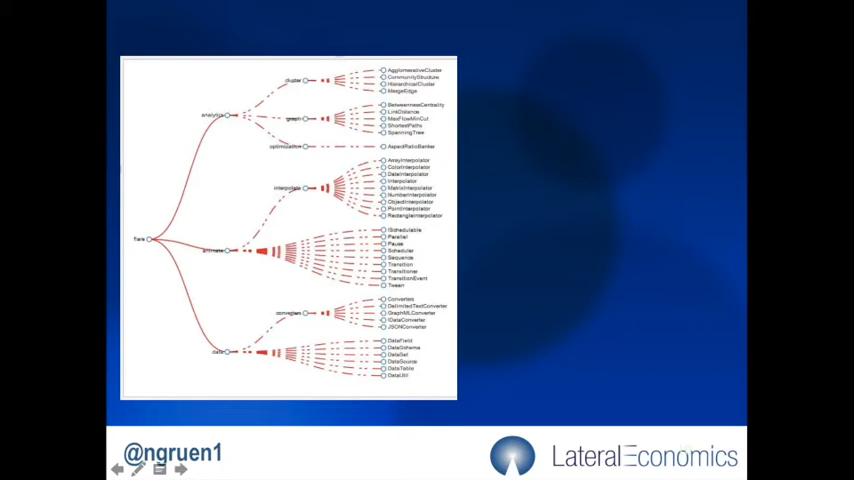 AgglomerativeCluster
cluster
CommunityStructure
HierarchicalCluster
MergeEdge
BetweennessCentrality
analytics
LinkDistance
graph
MaxFlowMinCut
ShortestPaths
SpanningTree
optimization
AspectRatioBanker
ArrayInterpolator
ColorInterpolator
DateInterpolator
Interpolator
interpolate
MatrixInterpolator
NumberInterpolator
ObjectInterpolator
PointInterpolator
RectangleInterpolator
ISchedulable
Parallel
flare
Pause
animate
Scheduler
Sequence
Transition
Transitioner
TransitionEvent
Tween
Converters
DelimitedTextConverter
converters
GraphMLConverter
IDataConverter
JSONConverter
DataField
DataSchema
data
DataSet
DataSource
DataTable
DataUtil
@ngruen1
LateralEconomics